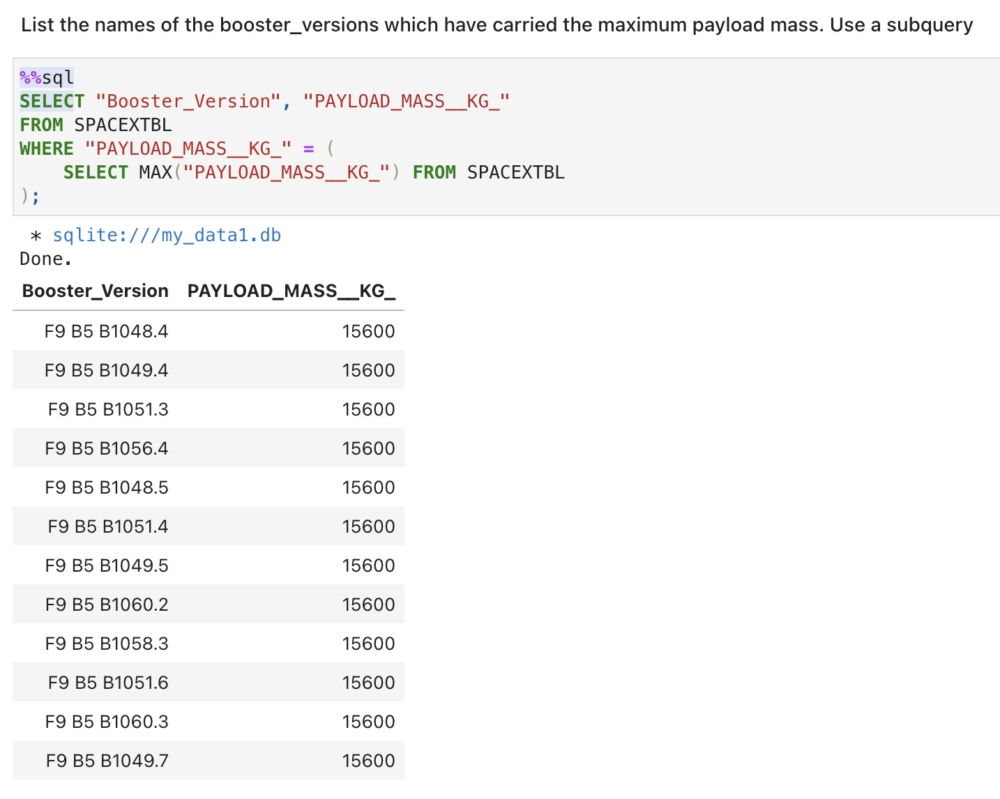 List the names of the booster_versions which have carried the maximum payload mass. Use a subquery
%%sql
SELECT "Booster_Version", "PAYLOAD_MASS__KG_"
FROM SPACEXTBL
WHERE "PAYLOAD_MASS__KG_" = (
    SELECT MAX("PAYLOAD_MASS__KG_") FROM SPACEXTBL
);
* sqlite:///my_data1.db
Done.
Booster_Version PAYLOAD_MASS__KG_
F9 B5 B1048.4 15600
F9 B5 B1049.4 15600
F9 B5 B1051.3 15600
F9 B5 B1056.4 15600
F9 B5 B1048.5 15600
F9 B5 B1051.4 15600
F9 B5 B1049.5 15600
F9 B5 B1060.2 15600
F9 B5 B1058.3 15600
F9 B5 B1051.6 15600
F9 B5 B1060.3 15600
F9 B5 B1049.7 15600